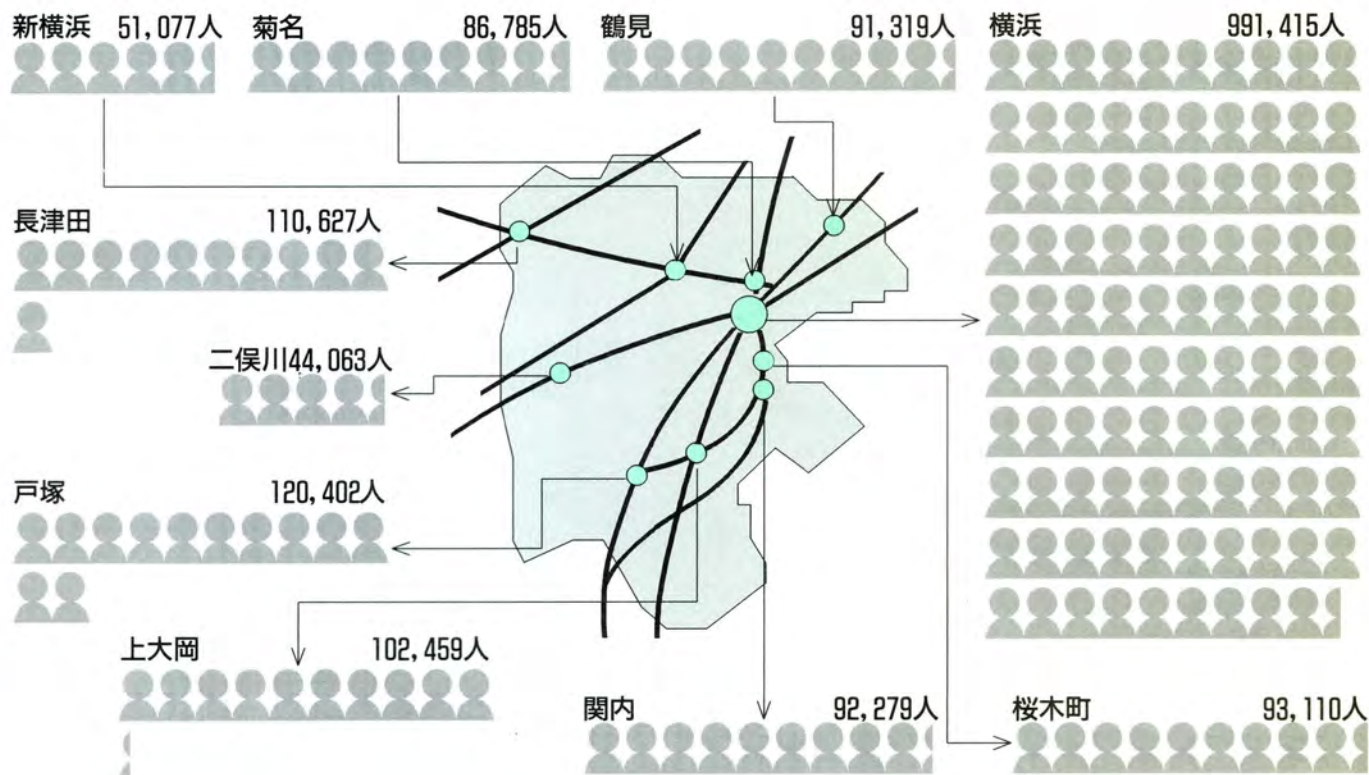 新横浜 51,077人
菊名 86,785人
鶴見 91,319人
横浜 991,415人
長津田 110,627人
二俣川44,063人
戸塚 120,402人
上大岡 102,459人
関内 92,279人
桜木町 93,110人